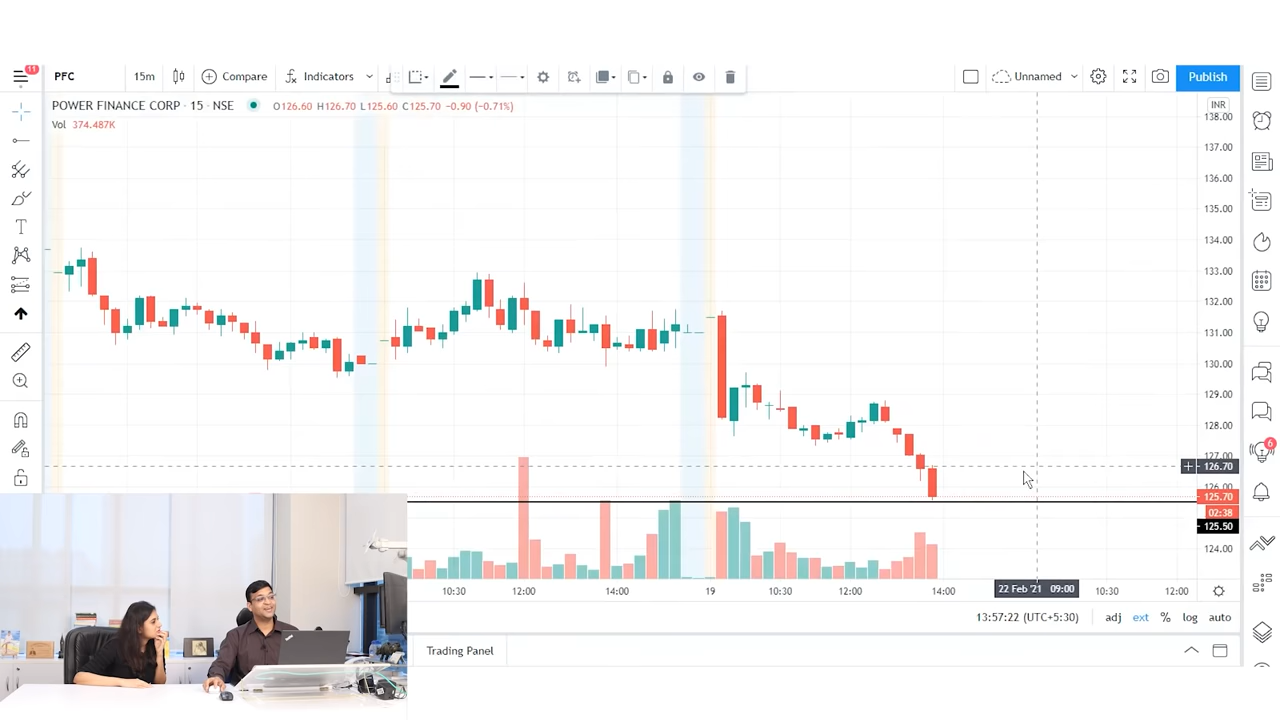 11
PFC
15m
Compare
Indicators
Unnamed
Publish
POWER FINANCE CORP · 15 · NSE
O126.60 H126.70 L125.60 C125.70 −0.90 (−0.71%)
Vol 374.487K
INR
138.00
137.00
136.00
135.00
134.00
133.00
132.00
131.00
130.00
129.00
128.00
127.00
126.70
126.00
125.70
02:38
125.50
124.00
6
10:30
12:00
14:00
19
10:30
12:00
14:00
22 Feb '21 09:00
10:30
12:00
13:57:22 (UTC+5:30)
adj
ext
%
log
auto
Trading Panel